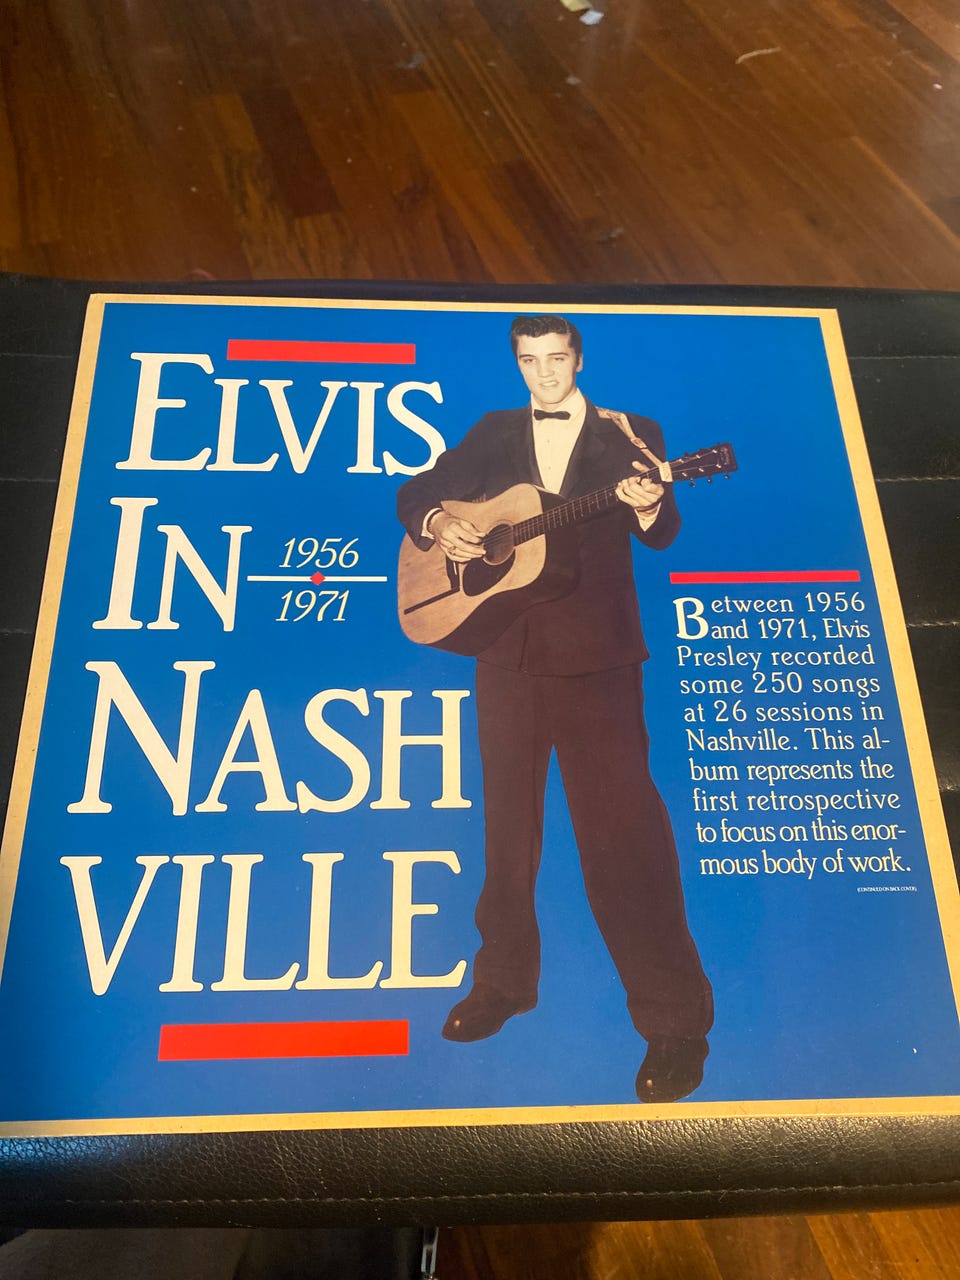 ELVIS
IN
1956
1971
NASH
VILLE
Between 1956
and 1971, Elvis
Presley recorded
some 250 songs
at 26 sessions in
Nashville. This al-
bum represents the
first retrospective
to focus on this enor-
mous body of work.
(CONTINUED ON BACK COVER)